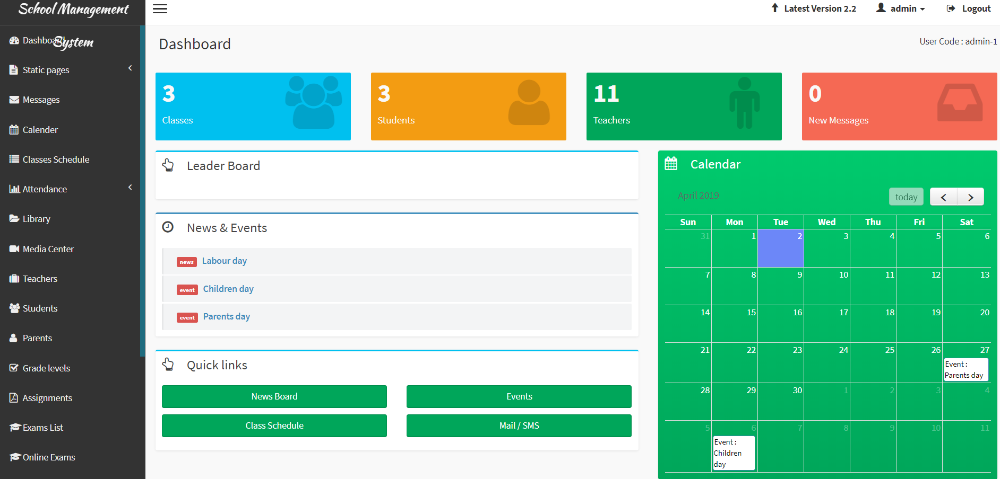 School Management
System
Latest Version 2.2
admin
Logout
Dashboard
Static pages
Messages
Calender
Classes Schedule
Attendance
Library
Media Center
Teachers
Students
Parents
Grade levels
Assignments
Exams List
Online Exams
Dashboard
User Code : admin-1
3
Classes
3
Students
11
Teachers
0
New Messages
Leader Board
News & Events
news Labour day
event Children day
event Parents day
Quick links
News Board
Events
Class Schedule
Mail / SMS
Calendar
April 2019
today
Sun Mon Tue Wed Thu Fri Sat
31 1 2 3 4 5 6
7 8 9 10 11 12 13
14 15 16 17 18 19 20
21 22 23 24 25 26 27
Event :
Parents day
28 29 30 1 2 3 4
5 6 7 8 9 10 11
Event :
Children
day